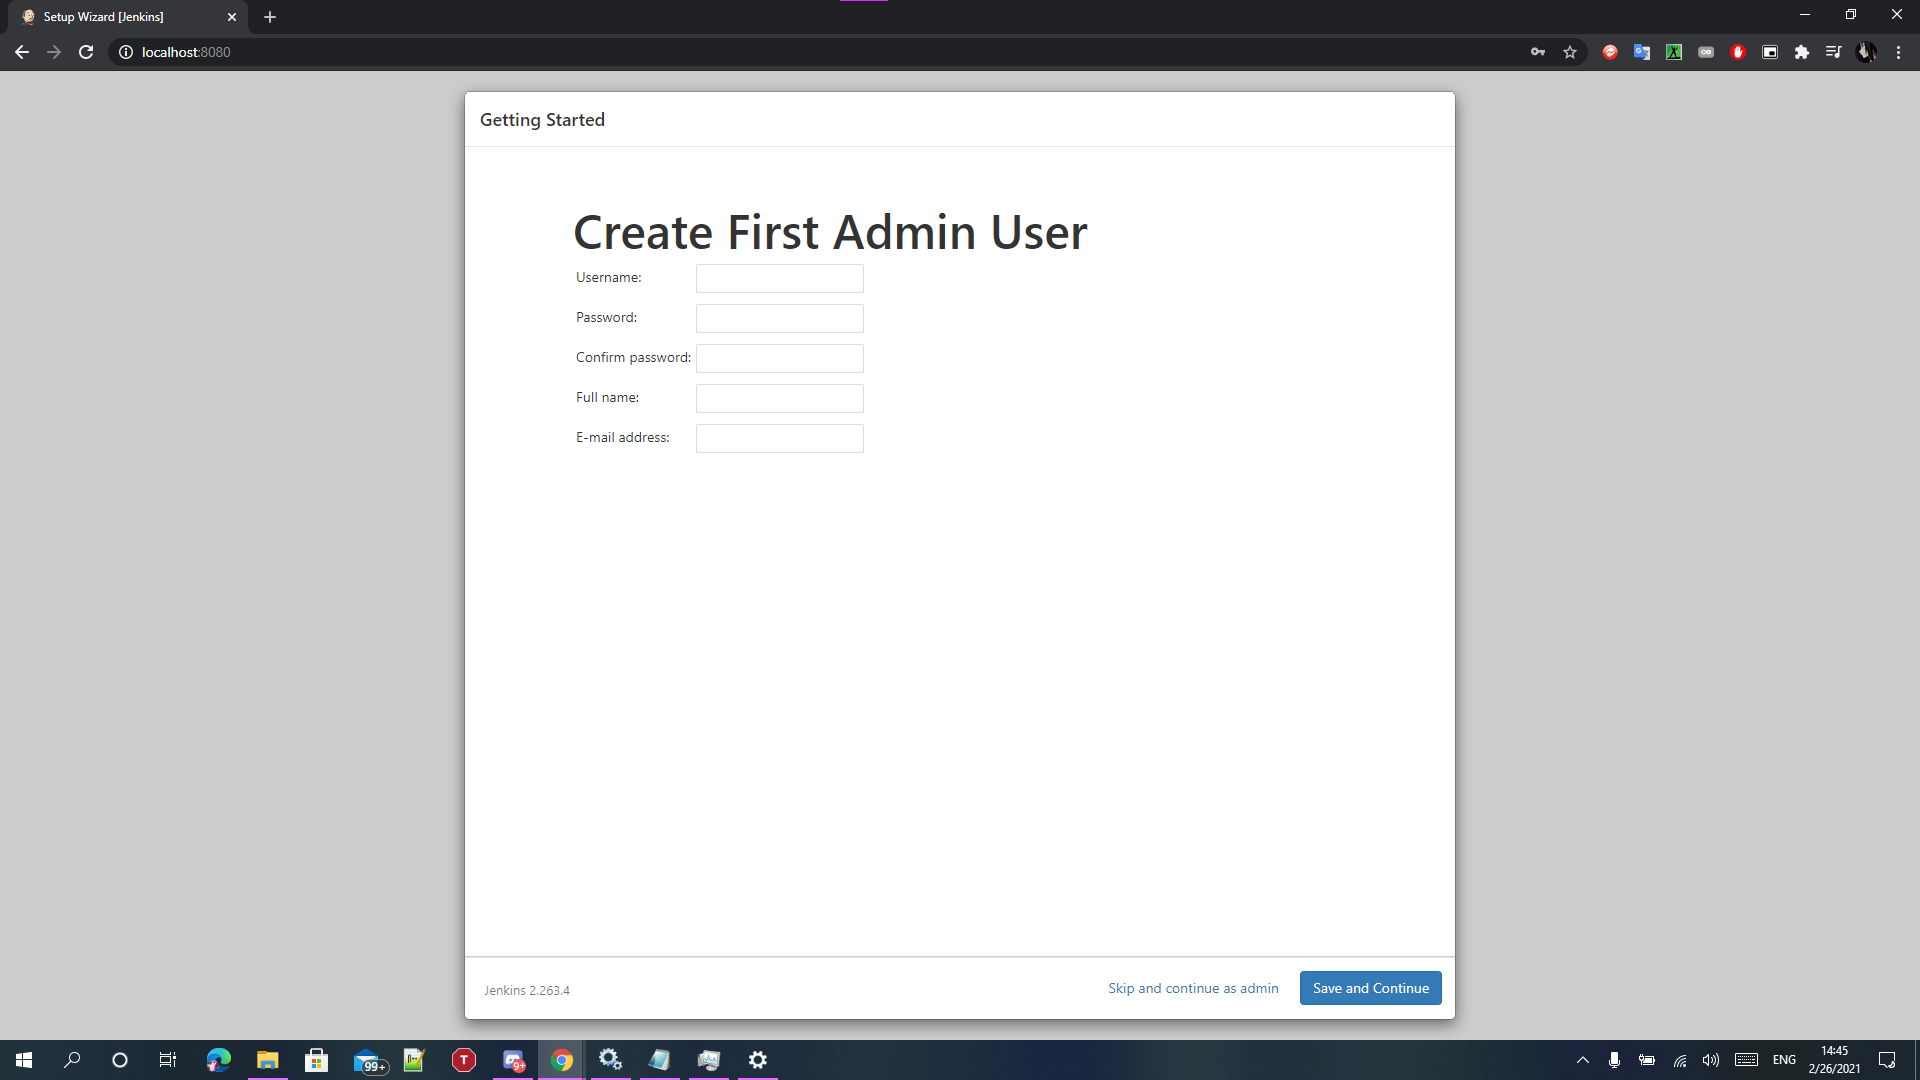 Setup Wizard [Jenkins]
localhost:8080
Getting Started
Create First Admin User
Username:
Password:
Confirm password:
Full name:
E-mail address:
Jenkins 2.263.4
Skip and continue as admin
Save and Continue
99+
T
9+
ENG
14:45
2/26/2021